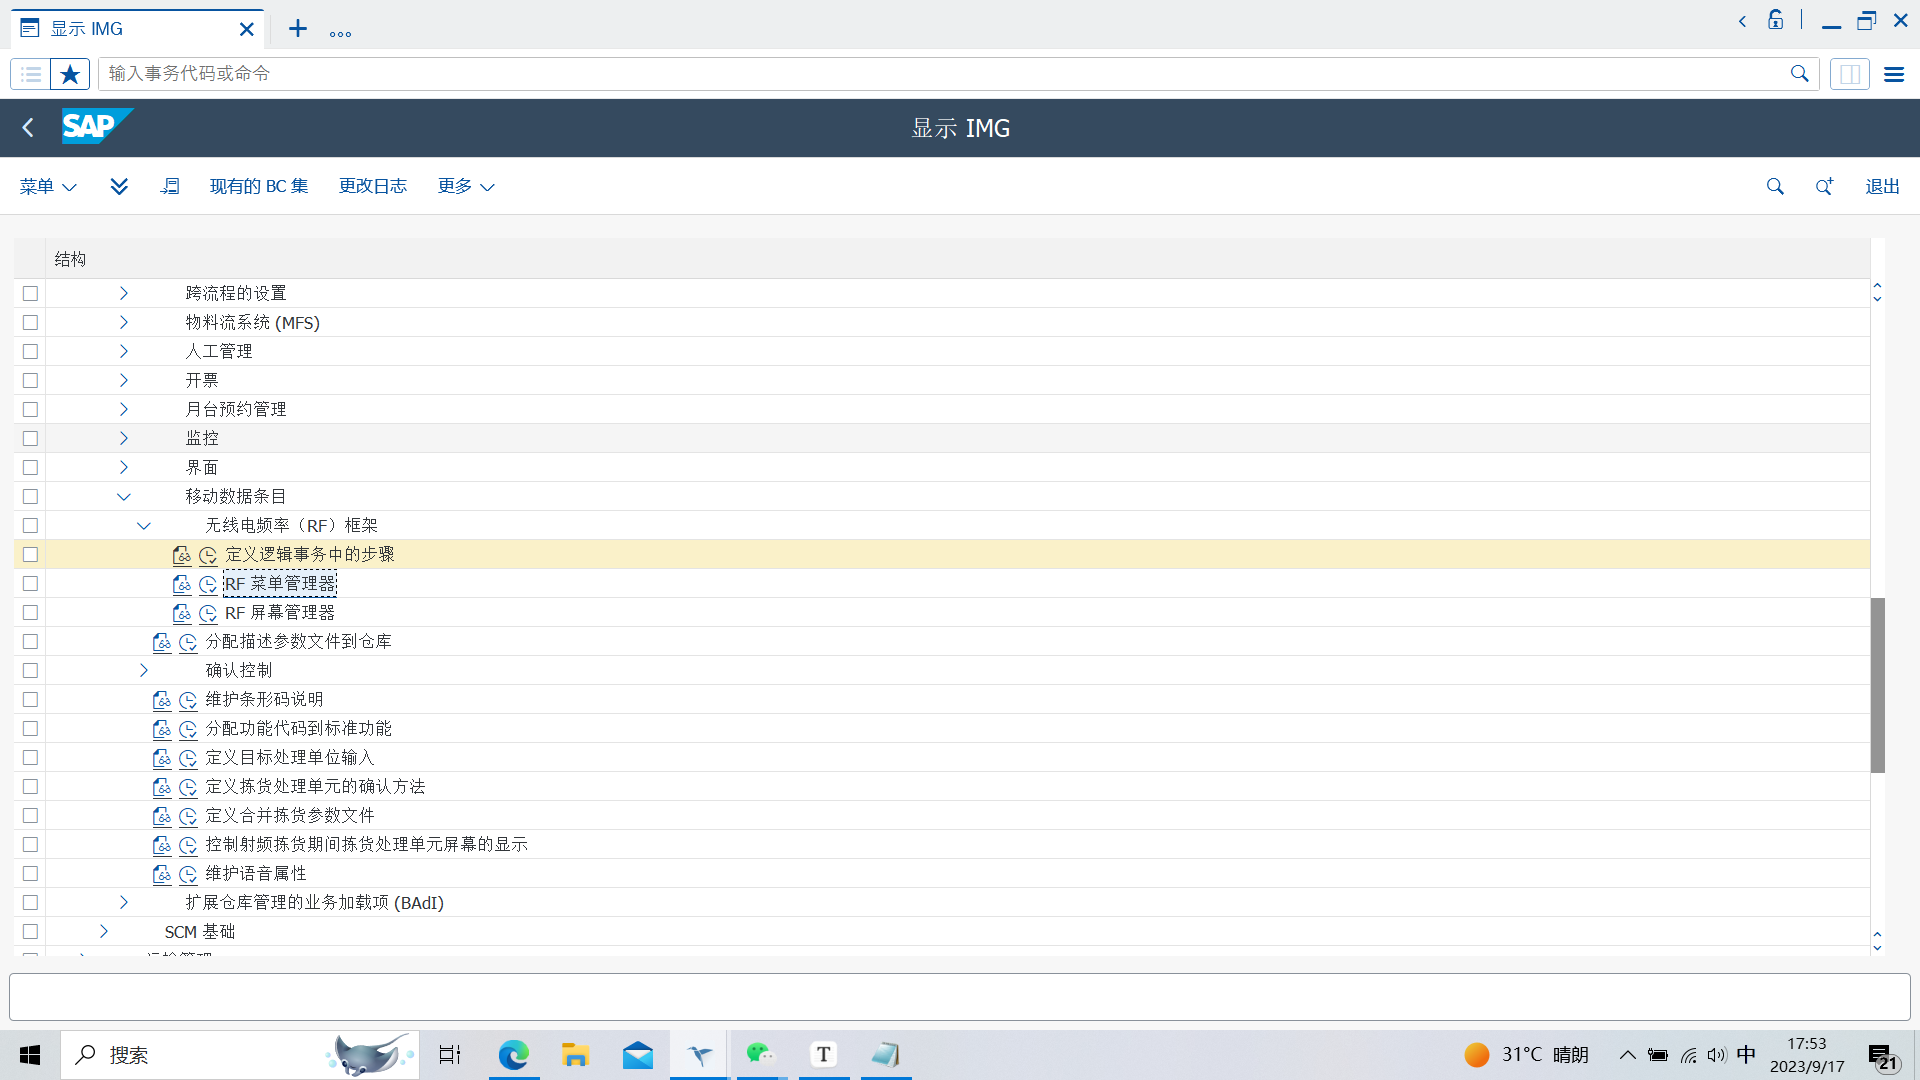 显示 IMG
输入事务代码或命令
SAP
显示 IMG
菜单
现有的 BC 集
更改日志
更多
退出
结构
跨流程的设置
物料流系统 (MFS)
人工管理
开票
月台预约管理
监控
界面
移动数据条目
无线电频率（RF）框架
定义逻辑事务中的步骤
RF 菜单管理器
RF 屏幕管理器
分配描述参数文件到仓库
确认控制
维护条形码说明
分配功能代码到标准功能
定义目标处理单位输入
定义拣货处理单元的确认方法
定义合并拣货参数文件
控制射频拣货期间拣货处理单元屏幕的显示
维护语音属性
扩展仓库管理的业务加载项 (BAdI)
SCM 基础
搜索
T
31°C 晴朗
中
17:53
2023/9/17
21